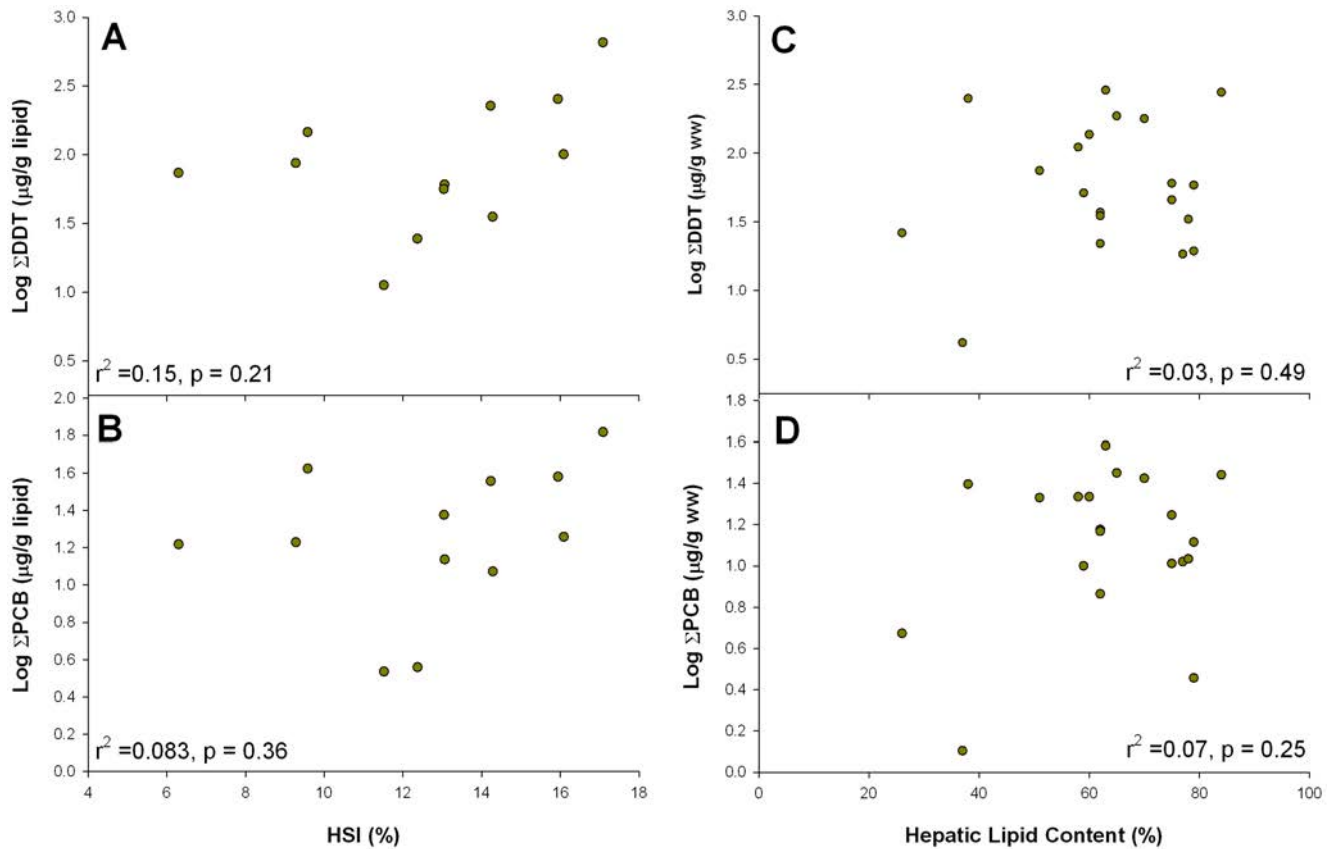 A
Log ΣDDT (µg/g lipid)
3.0
2.5
2.0
1.5
1.0
0.5
r² =0.15, p = 0.21
B
Log ΣPCB (µg/g lipid)
2.0
1.8
1.6
1.4
1.2
1.0
0.8
0.6
0.4
0.2
0.0
r² =0.083, p = 0.36
4 6 8 10 12 14 16 18
HSI (%)
C
Log ΣDDT (µg/g ww)
3.0
2.5
2.0
1.5
1.0
0.5
r² =0.03, p = 0.49
D
Log ΣPCB (µg/g ww)
1.8
1.6
1.4
1.2
1.0
0.8
0.6
0.4
0.2
0.0
r² =0.07, p = 0.25
0 20 40 60 80 100
Hepatic Lipid Content (%)